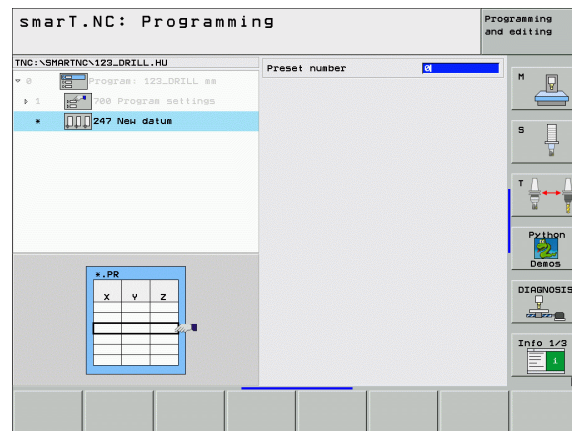 smarT.NC: Programming
Programming
and editing
TNC:\SMARTNC\123_DRILL.HU
0 Program: 123_DRILL mm
1 700 Program settings
* 247 New datum
Preset number 0
*.PR
X Y Z
M
S
T
Python
Demos
DIAGNOSIS
Info 1/3
1